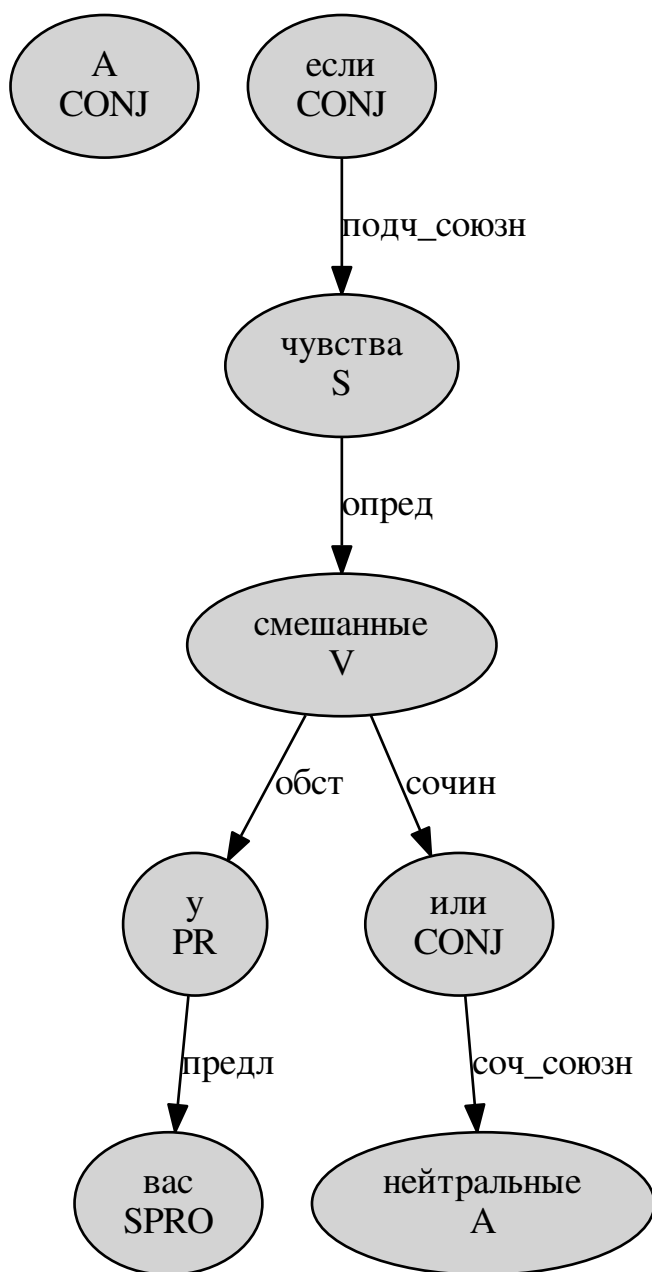 А
CONJ
если
CONJ
подч_союзн
чувства
S
опред
смешанные
V
обст
сочин
у
PR
или
CONJ
предл
соч_союзн
вас
SPRO
нейтральные
A